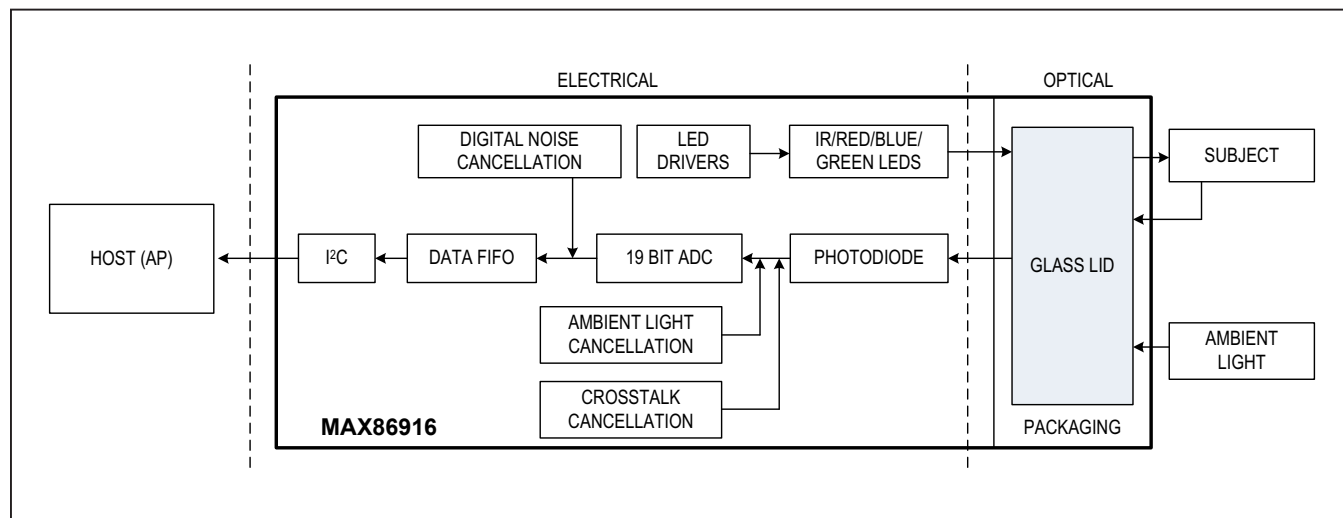 ELECTRICAL
OPTICAL
DIGITAL NOISE
CANCELLATION
LED
DRIVERS
IR/RED/BLUE/
GREEN LEDS
SUBJECT
HOST (AP)
I²C
DATA FIFO
19 BIT ADC
PHOTODIODE
GLASS LID
AMBIENT LIGHT
CANCELLATION
AMBIENT
LIGHT
CROSSTALK
CANCELLATION
MAX86916
PACKAGING